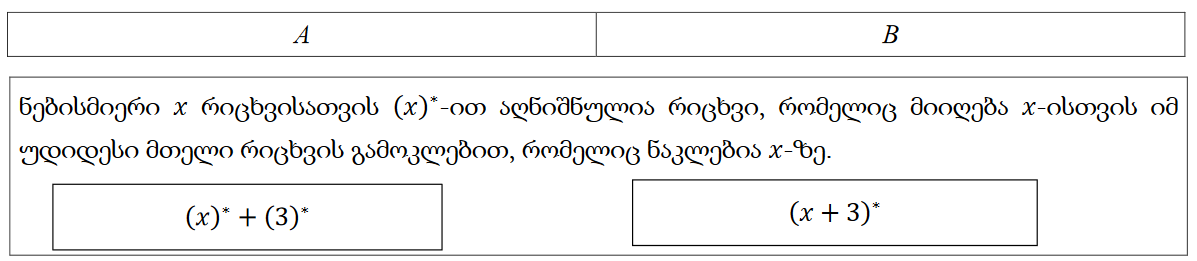 A B
ნებისმიერი x რიცხვისათვის (x)*-ით აღნიშნულია რიცხვი, რომელიც მიიღება x-ისთვის იმ
უდიდესი მთელი რიცხვის გამოკლებით, რომელიც ნაკლებია x-ზე.
(x)* + (3)* (x + 3)*